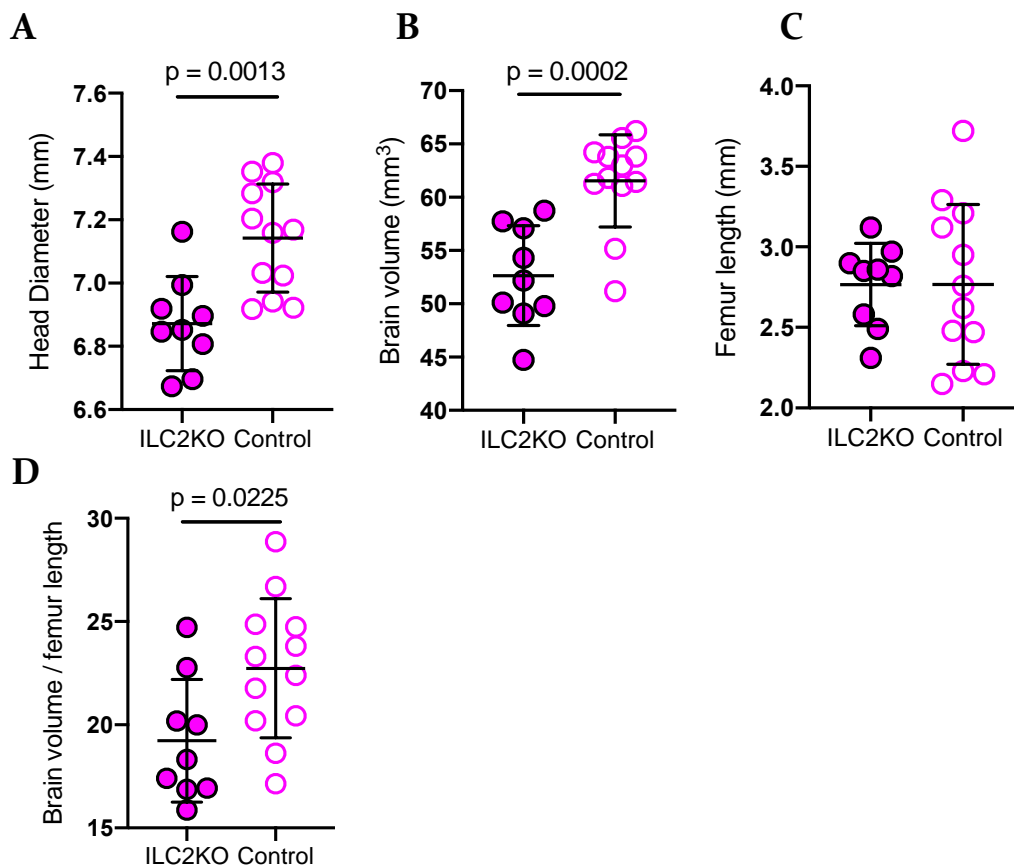 A
p = 0.0013
Head Diameter (mm)
7.6
7.4
7.2
7.0
6.8
6.6
ILC2KO Control
B
p = 0.0002
Brain volume (mm³)
70
65
60
55
50
45
40
ILC2KO Control
C
Femur length (mm)
4.0
3.5
3.0
2.5
2.0
ILC2KO Control
D
p = 0.0225
Brain volume / femur length
30
25
20
15
ILC2KO Control